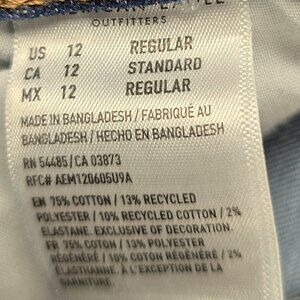 OUTFITTERS
US 12 REGULAR
CA 12 STANDARD
MX 12 REGULAR
MADE IN BANGLADESH / FABRIQUÉ AU
BANGLADESH / HECHO EN BANGLADESH
RN 54485 / CA 03873
RFC# AEM120605U9A
EN 75% COTTON / 13% RECYCLED
POLYESTER / 10% RECYCLED COTTON / 2%
ELASTANE. EXCLUSIVE OF DECORATION.
FR 75% COTON / 13% POLYESTER
RÉGÉNÉRÉ / 10% COTON RÉGÉNÉRÉ / 2%
ÉLASTHANNE. À L'EXCEPTION DE LA
GARNITURE.